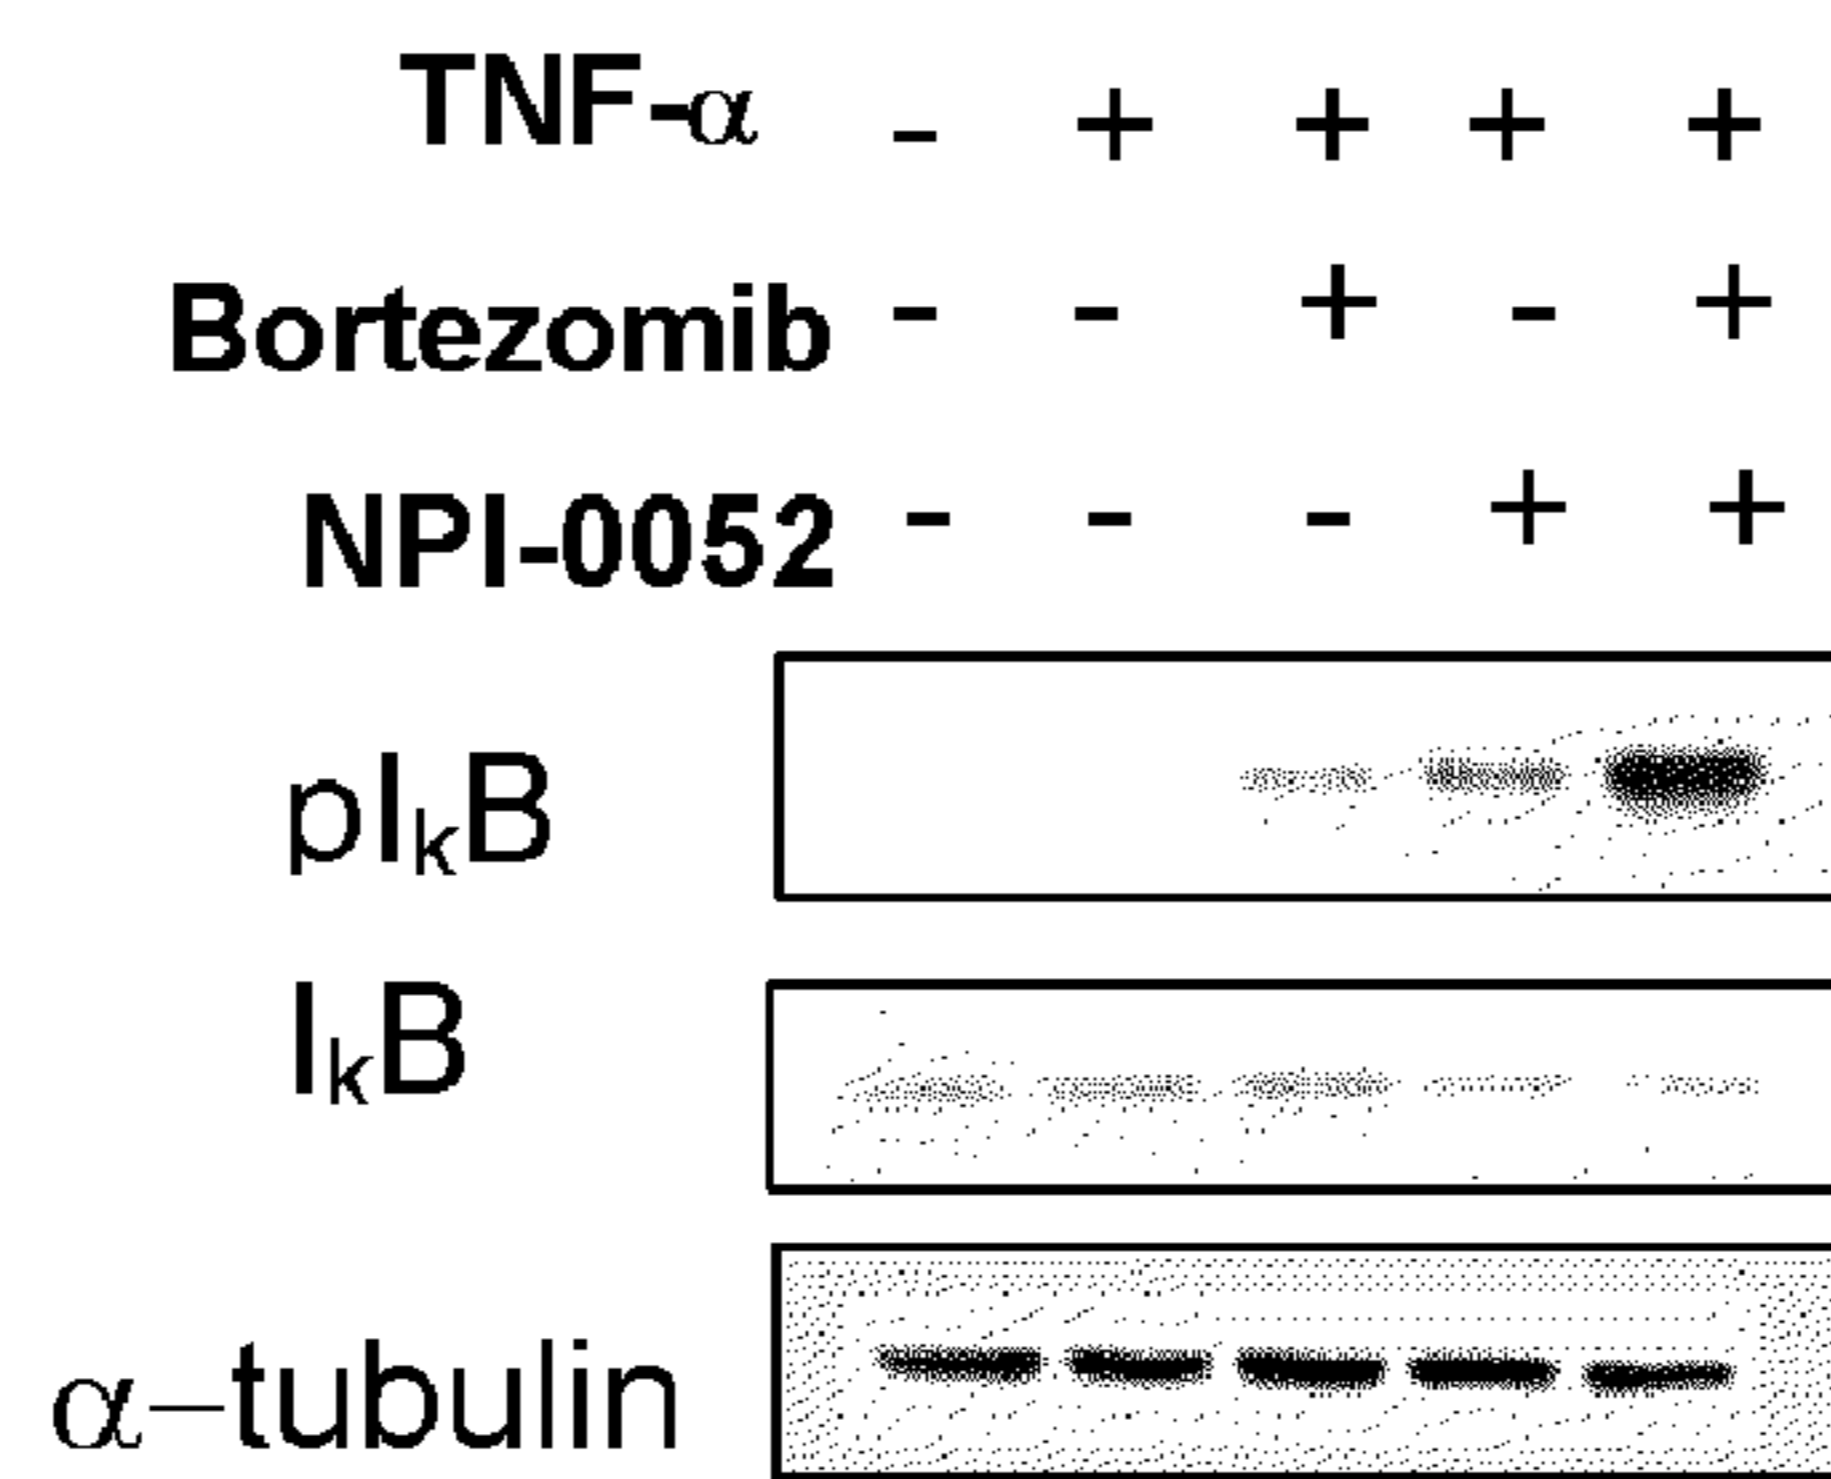 TNF-α - + + + +
Bortezomib - - + - +
NPI-0052 - - - + +
pIkB
IkB
α–tubulin